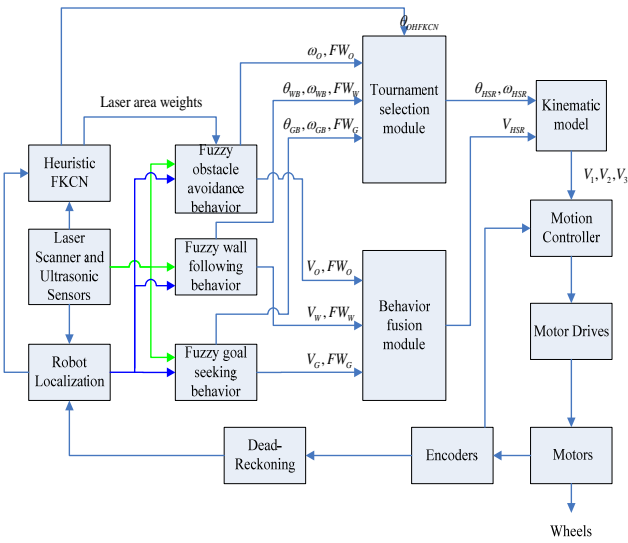 θ_OHFKCN
ω_O, FW_O
θ_WB, ω_WB, FW_W
θ_GB, ω_GB, FW_G
Laser area weights
Tournament
selection
module
θ_HSR, ω_HSR
V_HSR
Kinematic
model
V_1, V_2, V_3
Heuristic
FKCN
Fuzzy
obstacle
avoidance
behavior
Laser
Scanner and
Ultrasonic
Sensors
Fuzzy wall
following
behavior
Robot
Localization
Fuzzy goal
seeking
behavior
V_O, FW_O
V_W, FW_W
V_G, FW_G
Behavior
fusion
module
Motion
Controller
Motor Drives
Dead-
Reckoning
Encoders
Motors
Wheels